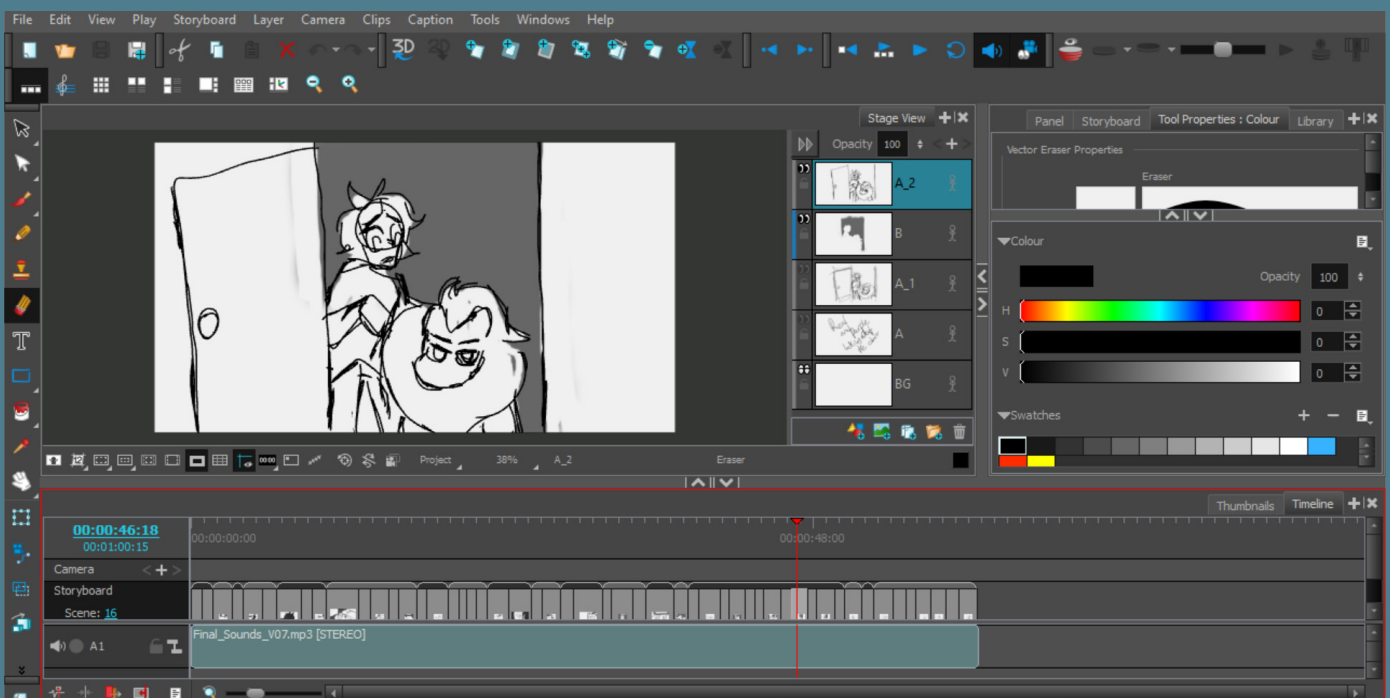 File Edit View Play Storyboard Layer Camera Clips Caption Tools Windows Help
3D
Stage View
Panel Storyboard Tool Properties : Colour Library
Opacity 100
Vector Eraser Properties
Eraser
A_2
B
A_1
A
BG
Colour
Opacity 100
H 0
S 0
V 0
Swatches
Project 38% A_2 Eraser
Thumbnails Timeline
00:00:46:18
00:01:00:15
00:00:00:00
00:00:48:00
Camera
Storyboard
Scene: 16
A1
Final_Sounds_V07.mp3 [STEREO]